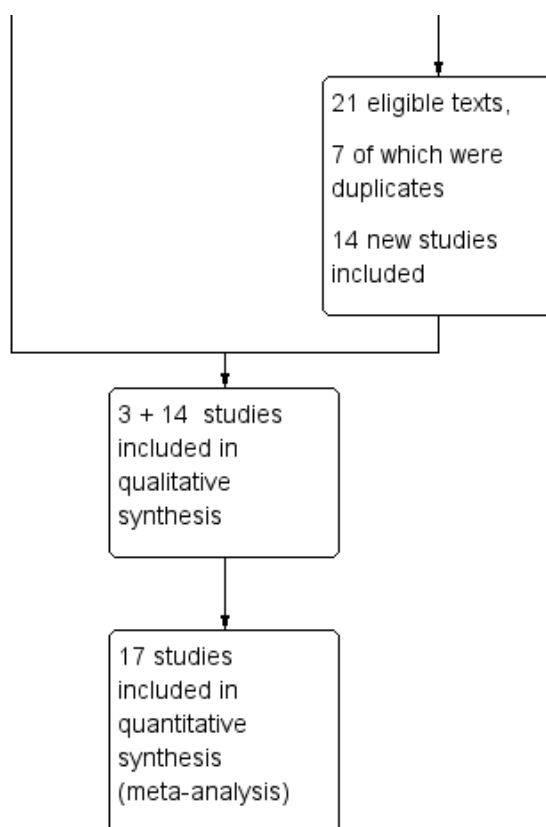 21 eligible texts,
7 of which were
duplicates
14 new studies
included
3 + 14  studies
included in
qualitative
synthesis
17 studies
included in
quantitative
synthesis
(meta-analysis)